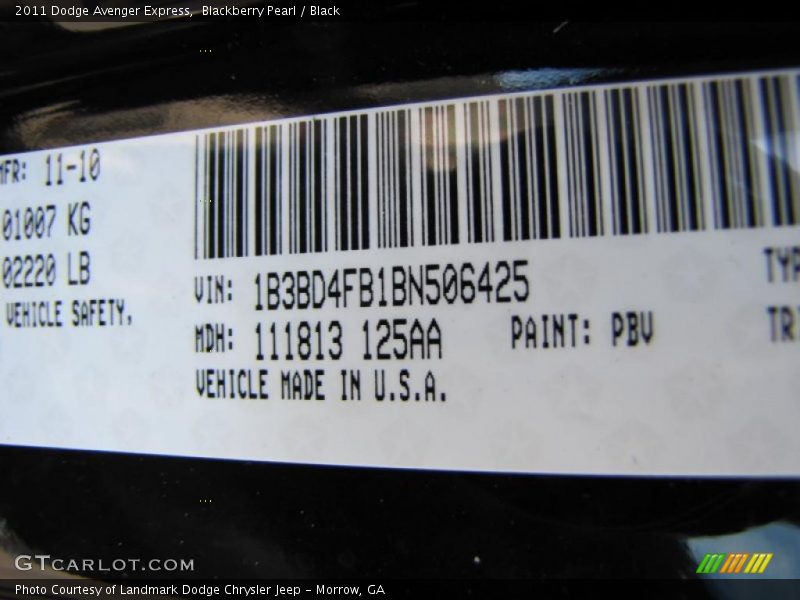 2011 Dodge Avenger Express, Blackberry Pearl / Black
MFR: 11-10
01007 KG
02220 LB
VEHICLE SAFETY,
VIN: 1B3BD4FB1BN506425
MDH: 111813 125AA
PAINT: PBV
VEHICLE MADE IN U.S.A.
GTCARLOT.COM
Photo Courtesy of Landmark Dodge Chrysler Jeep - Morrow, GA